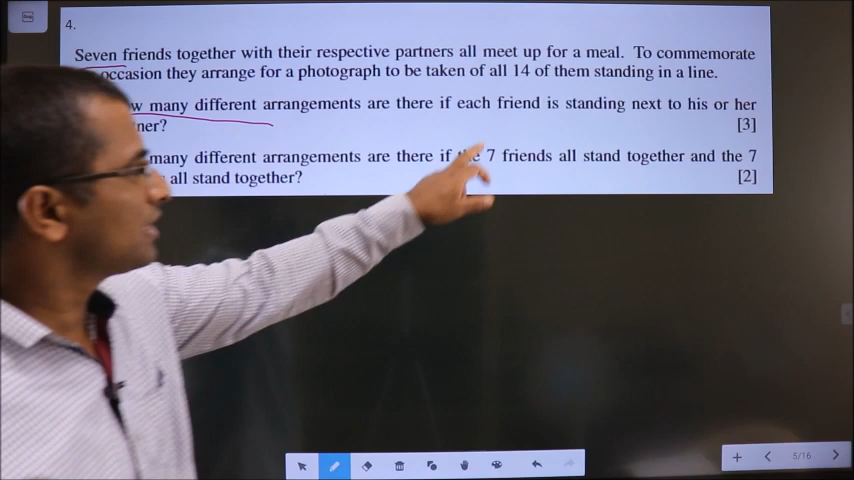 4.
Seven friends together with their respective partners all meet up for a meal. To commemorate
occasion they arrange for a photograph to be taken of all 14 of them standing in a line.
many different arrangements are there if each friend is standing next to his or her
[3]
many different arrangements are there if 7 friends all stand together and the 7
all stand together? [2]
5/16